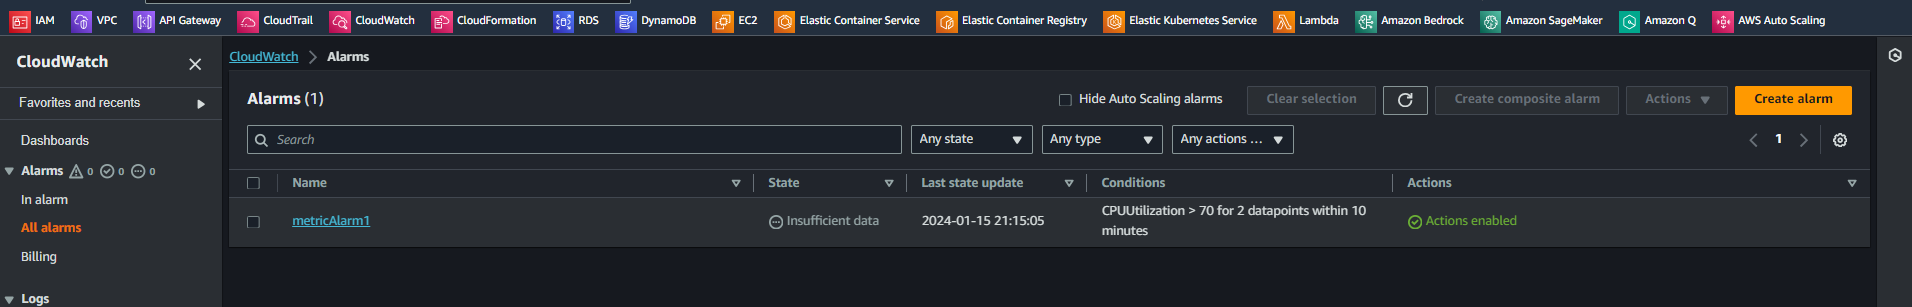 IAM VPC API Gateway CloudTrail CloudWatch CloudFormation RDS DynamoDB EC2 Elastic Container Service Elastic Container Registry Elastic Kubernetes Service Lambda Amazon Bedrock Amazon SageMaker Amazon Q AWS Auto Scaling
CloudWatch
Favorites and recents
Dashboards
Alarms 0 0 0
In alarm
All alarms
Billing
Logs
CloudWatch Alarms
Alarms (1)
Hide Auto Scaling alarms
Clear selection
Create composite alarm
Actions
Create alarm
Search
Any state
Any type
Any actions ...
1
Name State Last state update Conditions Actions
metricAlarm1 Insufficient data 2024-01-15 21:15:05 CPUUtilization > 70 for 2 datapoints within 10
minutes
Actions enabled